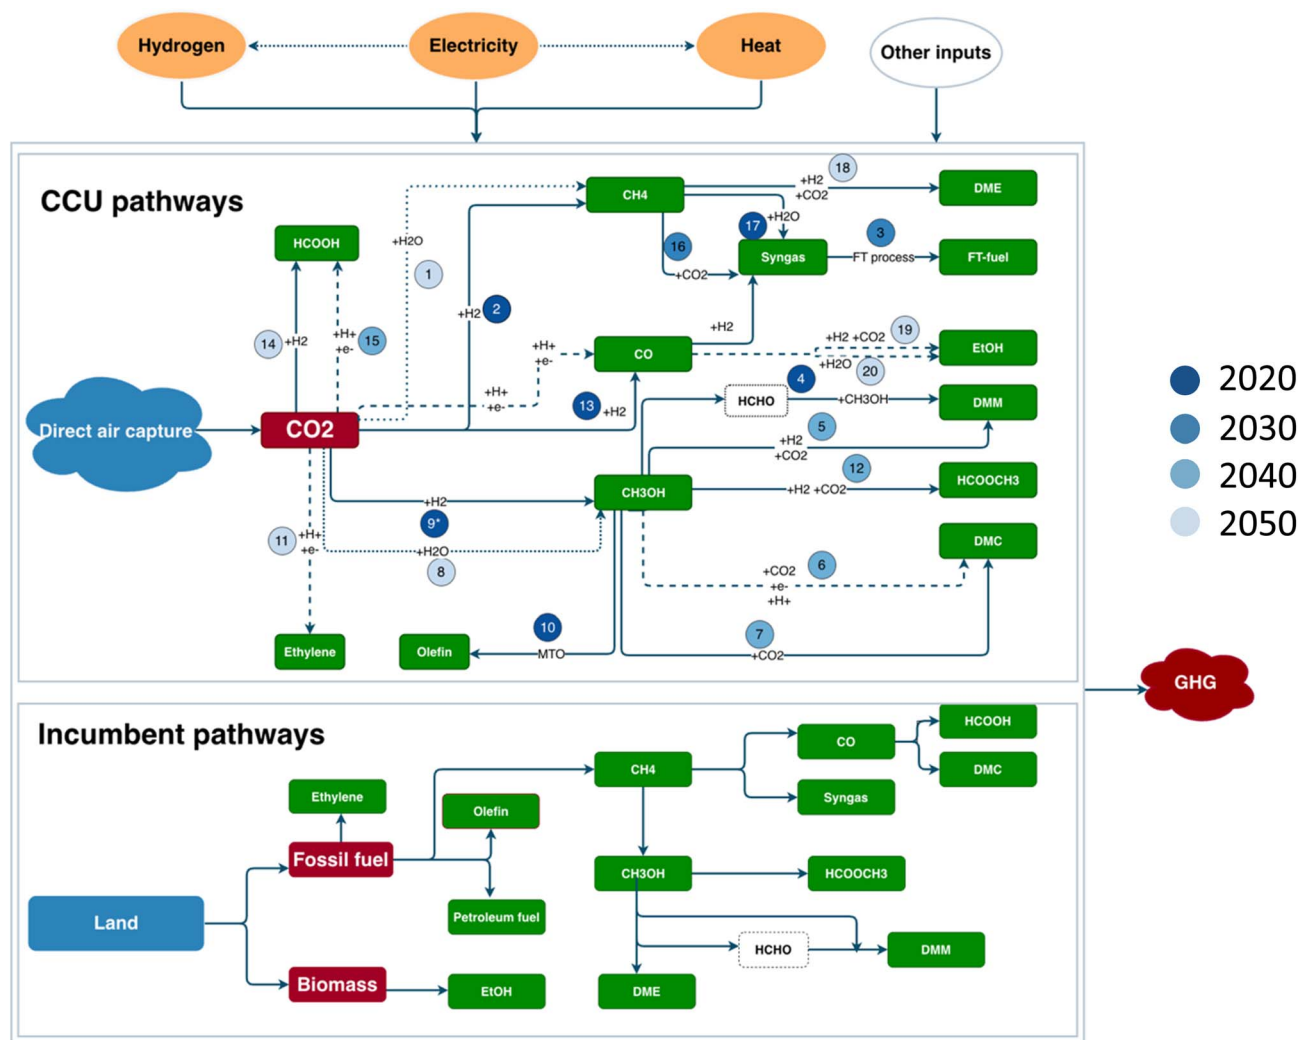 Hydrogen
Electricity
Heat
Other inputs
CCU pathways
18
+H2
+CO2
CH4
DME
+H2O
17
3
HCOOH
+H2O
16
Syngas
FT process
FT-fuel
1
+CO2
+H2
2
+H2
19
14
+H2
+H+
+e-
15
+H+
+e-
CO
+H2 +CO2
+H2O
20
EtOH
4
+H+
+e-
13
+H2
HCHO
+CH3OH
DMM
Direct air capture
CO2
5
+H2
+CO2
12
CH3OH
+H2 +CO2
HCOOCH3
+H2
9*
11
+H+
+e-
+H2O
8
DMC
+CO2
+e-
+H+
6
10
7
Ethylene
Olefin
MTO
+CO2
2020
2030
2040
2050
GHG
Incumbent pathways
HCOOH
CO
CH4
DMC
Ethylene
Syngas
Olefin
Fossil fuel
CH3OH
HCOOCH3
Land
Petroleum fuel
HCHO
DMM
Biomass
EtOH
DME